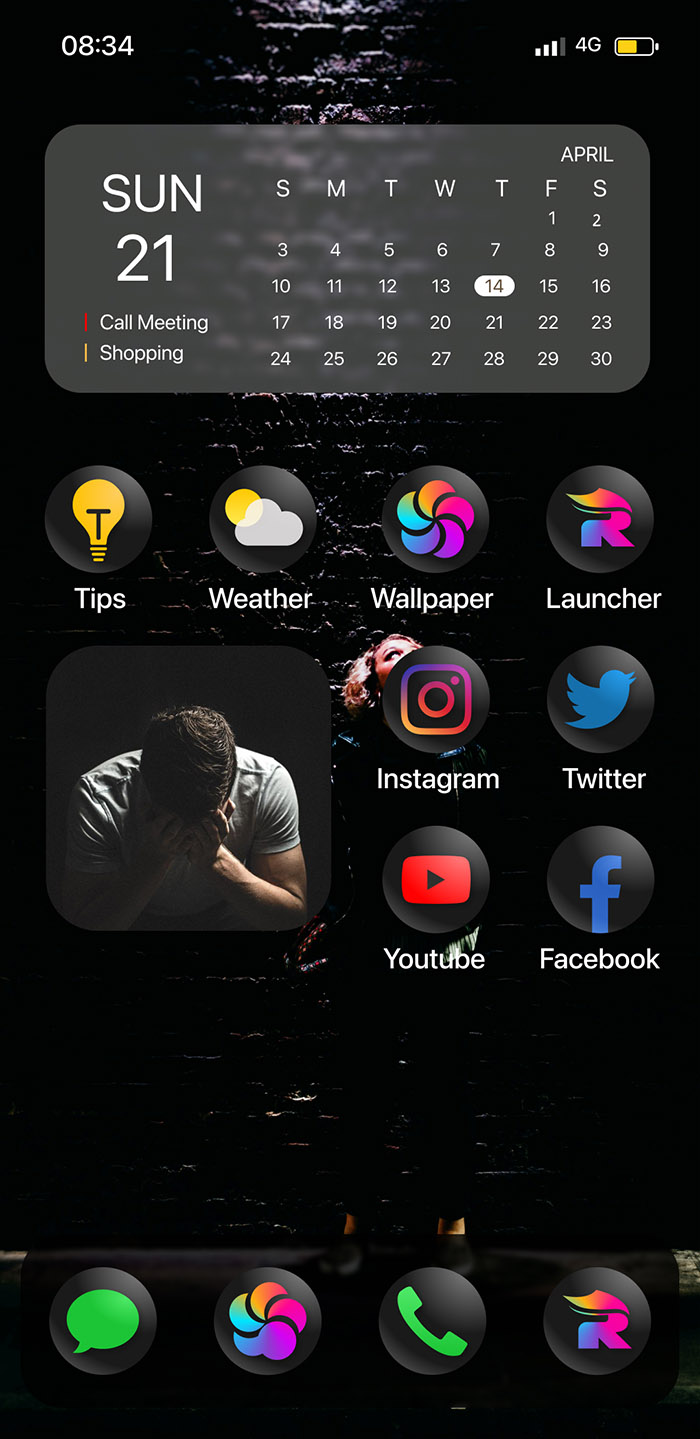 08:34 4G
APRIL
SUN
21
S M T W T F S
1 2
3 4 5 6 7 8 9
10 11 12 13 14 15 16
17 18 19 20 21 22 23
24 25 26 27 28 29 30
Call Meeting
Shopping
Tips Weather Wallpaper Launcher
Instagram Twitter
Youtube Facebook